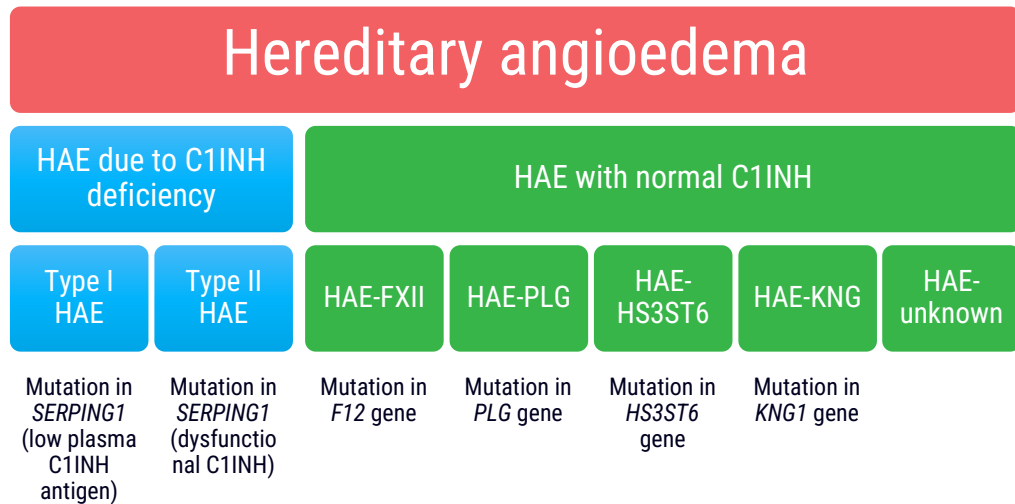 Hereditary angioedema
HAE due to C1INH
deficiency
HAE with normal C1INH
Type I
HAE
Type II
HAE
HAE-FXII
HAE-PLG
HAE-
HS3ST6
HAE-KNG
HAE-
unknown
Mutation in
SERPING1
(low plasma
C1INH
antigen)
Mutation in
SERPING1
(dysfunctio
nal C1INH)
Mutation in
F12 gene
Mutation in
PLG gene
Mutation in
HS3ST6
gene
Mutation in
KNG1 gene